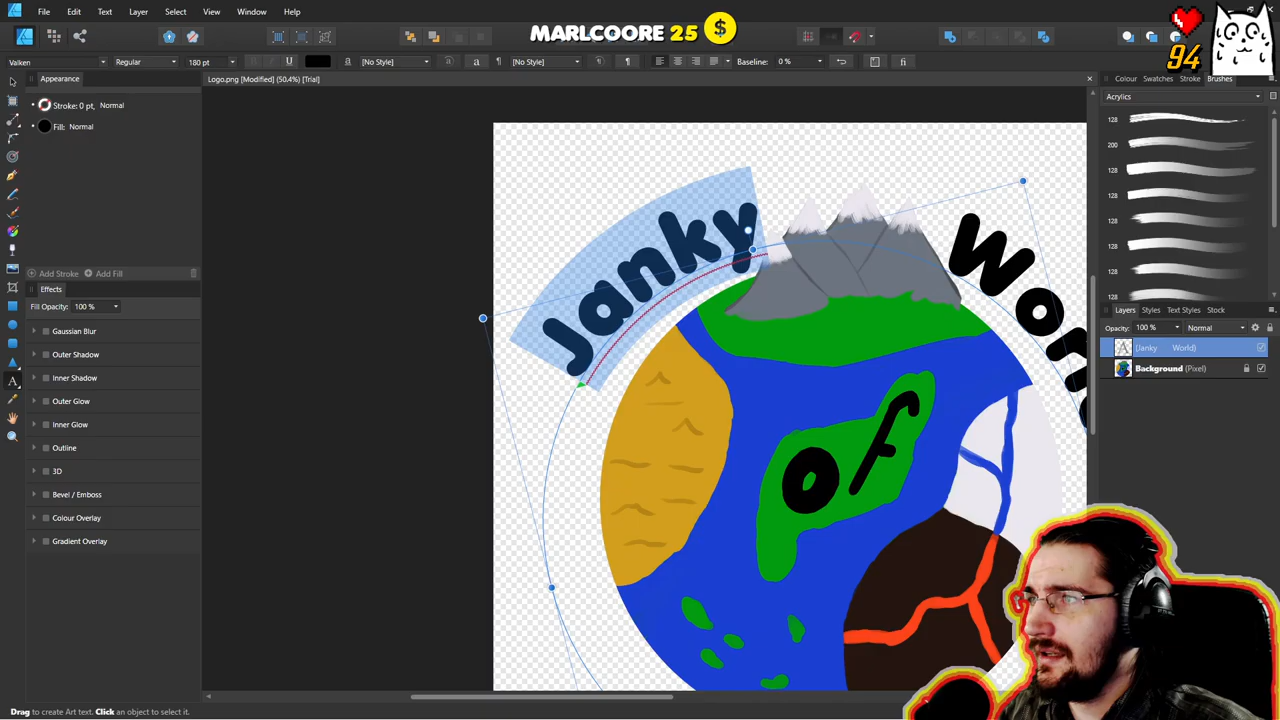 File Edit Text Layer Select View Window Help
MARLCOORE 25 $
94
Valken Regular 180 pt [No Style] [No Style] Baseline: 0 %
Appearance
Logo.png [Modified] (50.4%) [Trial]
Colour Swatches Stroke Brushes
Acrylics
Stroke: 0 pt, Normal
Fill: Normal
128
200
128
128
128
128
128
128
Janky World
of
Add Stroke Add Fill
Effects
Fill Opacity: 100 %
Gaussian Blur
Outer Shadow
Inner Shadow
Outer Glow
Inner Glow
Outline
3D
Bevel / Emboss
Colour Overlay
Gradient Overlay
Layers Styles Text Styles Stock
Opacity: 100 % Normal
(Janky World)
Background (Pixel)
Drag to create Art text. Click an object to select it.